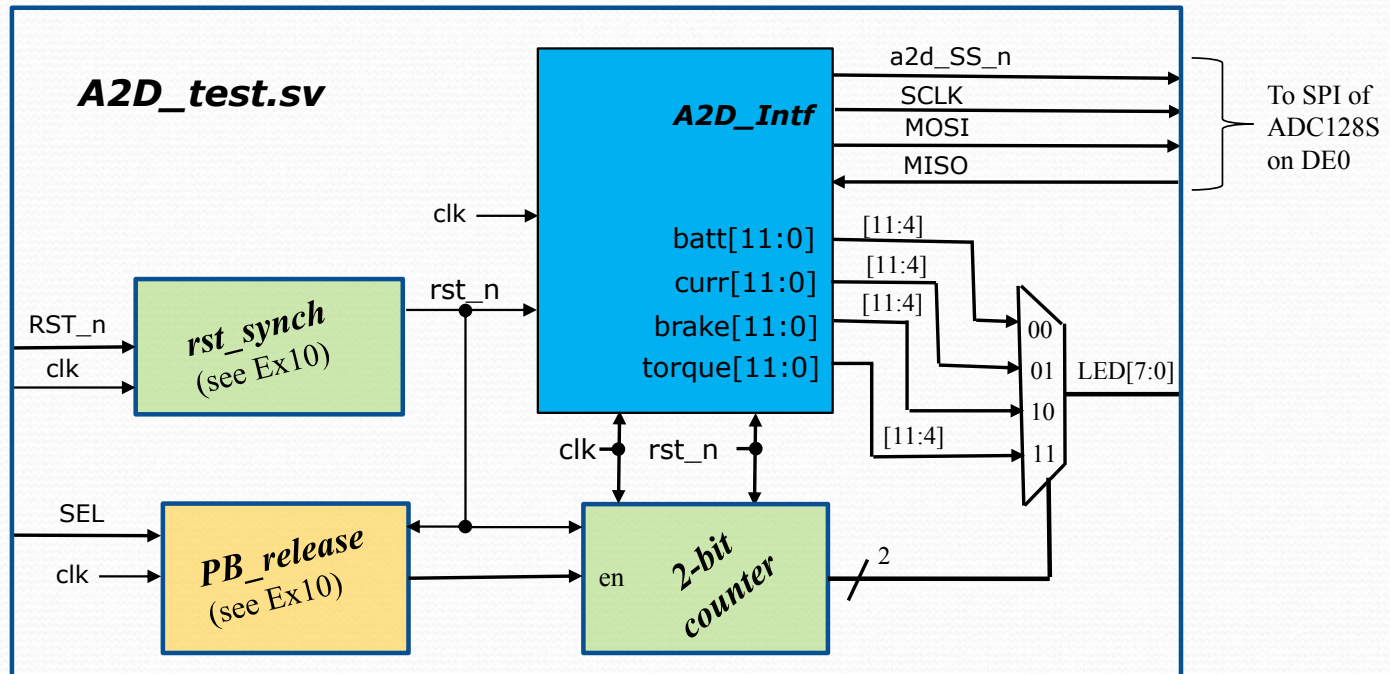 A2D_test.sv
A2D_Intf
a2d_SS_n
SCLK
MOSI
MISO
To SPI of
ADC128S
on DE0
clk
batt[11:0]
[11:4]
curr[11:0]
[11:4]
brake[11:0]
[11:4]
torque[11:0]
[11:4]
00
01
10
11
LED[7:0]
RST_n
clk
rst_synch
(see Ex10)
rst_n
clk
rst_n
SEL
clk
PB_release
(see Ex10)
en
2-bit
counter
2